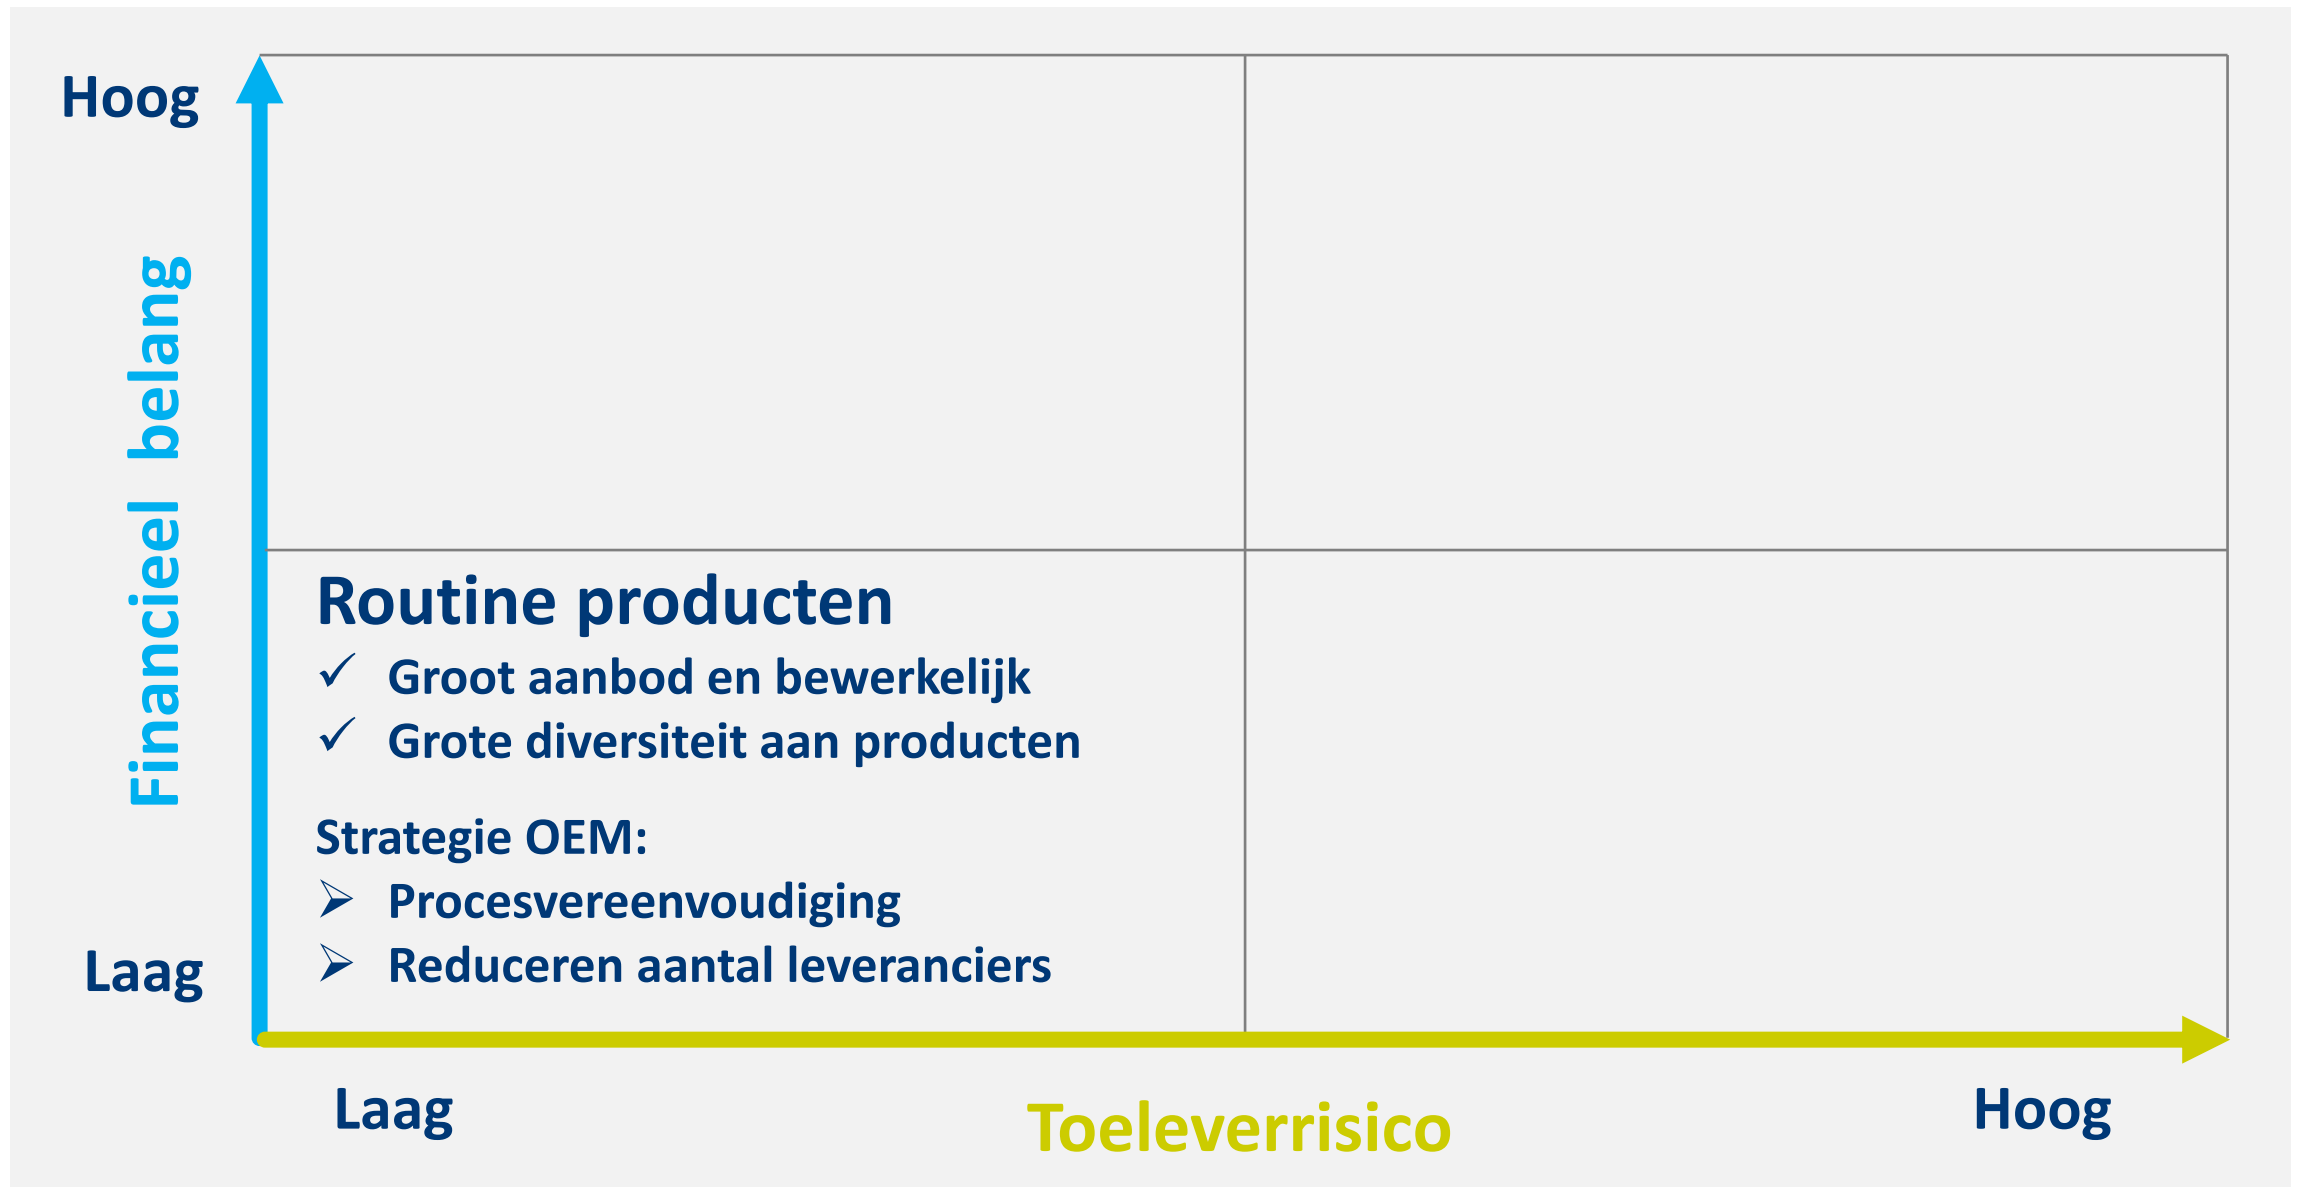 Hoog
Financieel belang
Routine producten
Groot aanbod en bewerkelijk
Grote diversiteit aan producten
Strategie OEM:
Procesvereenvoudiging
Reduceren aantal leveranciers
Laag
Laag
Toeleverrisico
Hoog